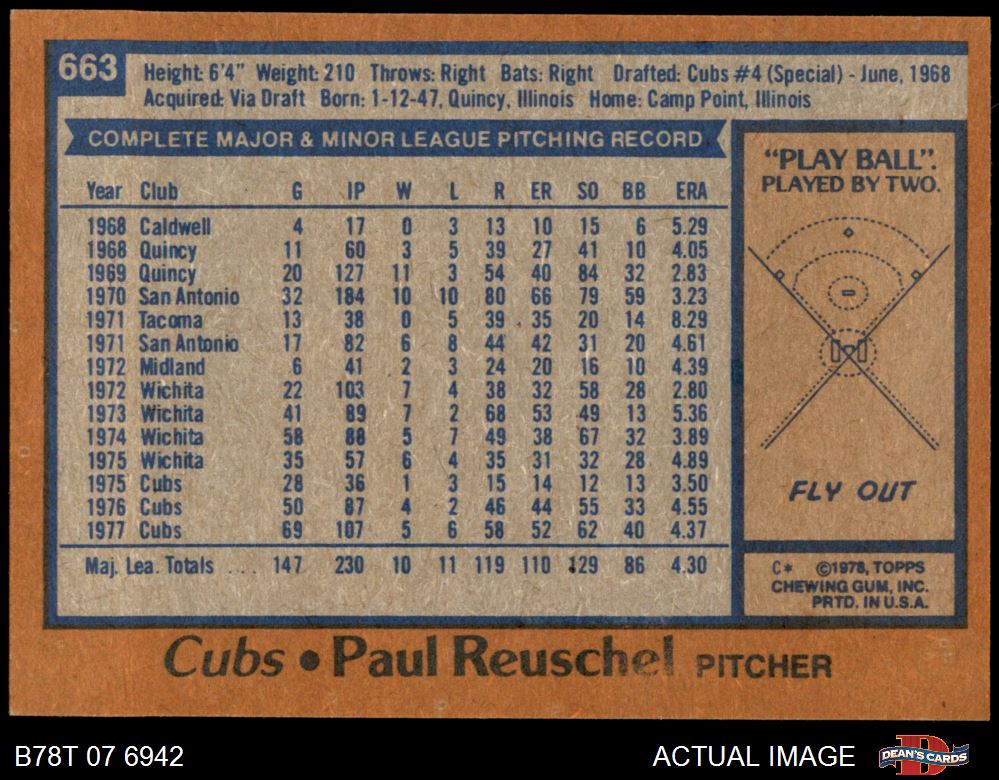 663
Height: 6'4" Weight: 210 Throws: Right Bats: Right Drafted: Cubs #4 (Special) - June, 1968
Acquired: Via Draft Born: 1-12-47, Quincy, Illinois Home: Camp Point, Illinois
COMPLETE MAJOR & MINOR LEAGUE PITCHING RECORD
Year Club G IP W L R ER SO BB ERA
1968 Caldwell 4 17 0 3 13 10 15 6 5.29
1968 Quincy 11 60 3 5 39 27 41 10 4.05
1969 Quincy 20 127 11 3 54 40 84 32 2.83
1970 San Antonio 32 184 10 10 80 66 79 59 3.23
1971 Tacoma 13 38 0 5 39 35 20 14 8.29
1971 San Antonio 17 82 6 8 44 42 31 20 4.61
1972 Midland 6 41 2 3 24 20 16 10 4.39
1972 Wichita 22 103 7 4 38 32 58 28 2.80
1973 Wichita 41 89 7 2 68 53 49 13 5.36
1974 Wichita 58 88 5 7 49 38 67 32 3.89
1975 Wichita 35 57 6 4 35 31 32 28 4.89
1975 Cubs 28 36 1 3 15 14 12 13 3.50
1976 Cubs 50 87 4 2 46 44 55 33 4.55
1977 Cubs 69 107 5 6 58 52 62 40 4.37
Maj. Lea. Totals .... 147 230 10 11 119 110 129 86 4.30
"PLAY BALL".
PLAYED BY TWO.
FLY OUT
C* ©1978, TOPPS
CHEWING GUM, INC.
PRTD. IN U.S.A.
Cubs • Paul Reuschel PITCHER
B78T 07 6942
ACTUAL IMAGE
DEAN'S CARDS